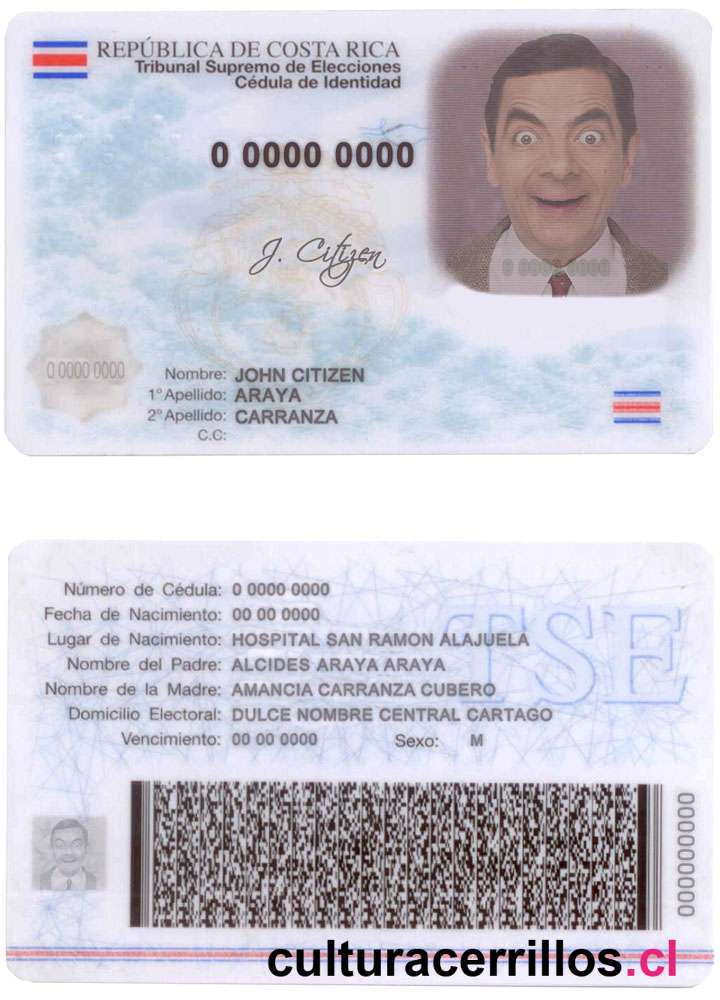 REPÚBLICA DE COSTA RICA
Tribunal Supremo de Elecciones
Cédula de Identidad
0 0000 0000
0 0000 0000
J. Citizen
0 0000 0000
Nombre: JOHN CITIZEN
1º Apellido: ARAYA
2º Apellido: CARRANZA
C.C:
Número de Cédula: 0 0000 0000
Fecha de Nacimiento: 00 00 0000
Lugar de Nacimiento: HOSPITAL SAN RAMON ALAJUELA
Nombre del Padre: ALCIDES ARAYA ARAYA
Nombre de la Madre: AMANCIA CARRANZA CUBERO
Domicilio Electoral: DULCE NOMBRE CENTRAL CARTAGO
Vencimiento: 00 00 0000 Sexo: M
TSE
000000000
culturacerrillos.cl